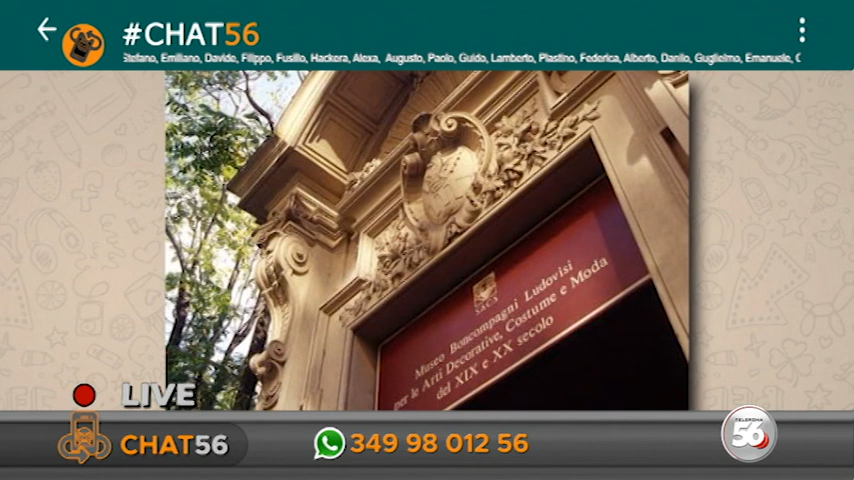 #CHAT56
Stefano, Emiliano, Davide, Filippo, Fusillo, Hackera, Alexa, Augusto, Paolo, Guido, Lamberto, Plastino, Federica, Alberto, Danilo, Guglielmo, Emanuele,
SACS
Museo Boncompagni Ludovisi
per le Arti Decorative, Costume e Moda
del XIX e XX secolo
LIVE
CHAT56
349 98 012 56
TELEROMA
56